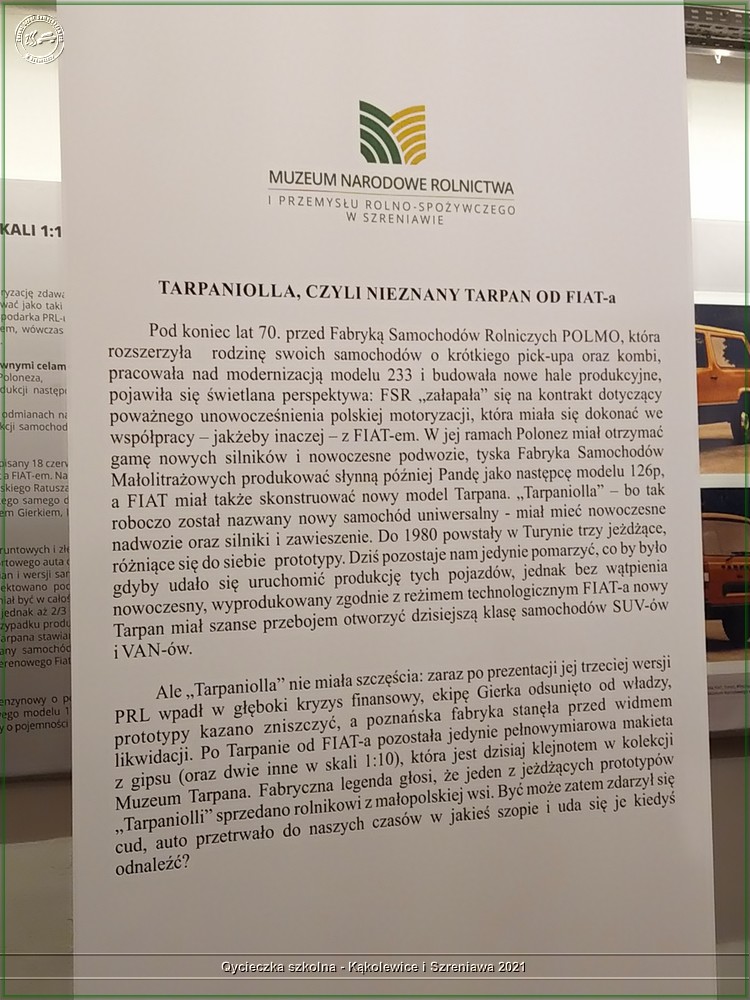 MUZEUM NARODOWE ROLNICTWA
I PRZEMYSŁU ROLNO-SPOŻYWCZEGO
W SZRENIAWIE
TARPANIOLLA, CZYLI NIEZNANY TARPAN OD FIAT-a
Pod koniec lat 70. przed Fabryką Samochodów Rolniczych POLMO, która
rozszerzyła rodzinę swoich samochodów o krótkiego pick-upa oraz kombi,
pracowała nad modernizacją modelu 233 i budowała nowe hale produkcyjne,
pojawiła się świetlana perspektywa: FSR „załapała” się na kontrakt dotyczący
poważnego unowocześnienia polskiej motoryzacji, która miała się dokonać we
współpracy – jakżeby inaczej – z FIAT-em. W jej ramach Polonez miał otrzymać
gamę nowych silników i nowoczesne podwozie, tyska Fabryka Samochodów
Małolitrażowych produkować słynną później Pandę jako następcę modelu 126p,
a FIAT miał także skonstruować nowy model Tarpana. „Tarpaniolla” – bo tak
roboczo został nazwany nowy samochód uniwersalny - miał mieć nowoczesne
nadwozie oraz silniki i zawieszenie. Do 1980 powstały w Turynie trzy jeżdżące,
różniące się do siebie prototypy. Dziś pozostaje nam jedynie pomarzyć, co by było
gdyby udało się uruchomić produkcję tych pojazdów, jednak bez wątpienia
nowoczesny, wyprodukowany zgodnie z reżimem technologicznym FIAT-a nowy
Tarpan miał szanse przebojem otworzyć dzisiejszą klasę samochodów SUV-ów
i VAN-ów.
Ale „Tarpaniolla” nie miała szczęścia: zaraz po prezentacji jej trzeciej wersji
PRL wpadł w głęboki kryzys finansowy, ekipę Gierka odsunięto od władzy,
prototypy kazano zniszczyć, a poznańska fabryka stanęła przed widmem
likwidacji. Po Tarpanie od FIAT-a pozostała jedynie pełnowymiarowa makieta
z gipsu (oraz dwie inne w skali 1:10), która jest dzisiaj klejnotem w kolekcji
Muzeum Tarpana. Fabryczna legenda głosi, że jeden z jeżdżących prototypów
„Tarpaniolli” sprzedano rolnikowi z małopolskiej wsi. Być może zatem zdarzył się
cud, auto przetrwało do naszych czasów w jakieś szopie i uda się je kiedyś
odnaleźć?
KALI 1:1
Qycieczka szkolna - Kąkolewice i Szreniawa 2021